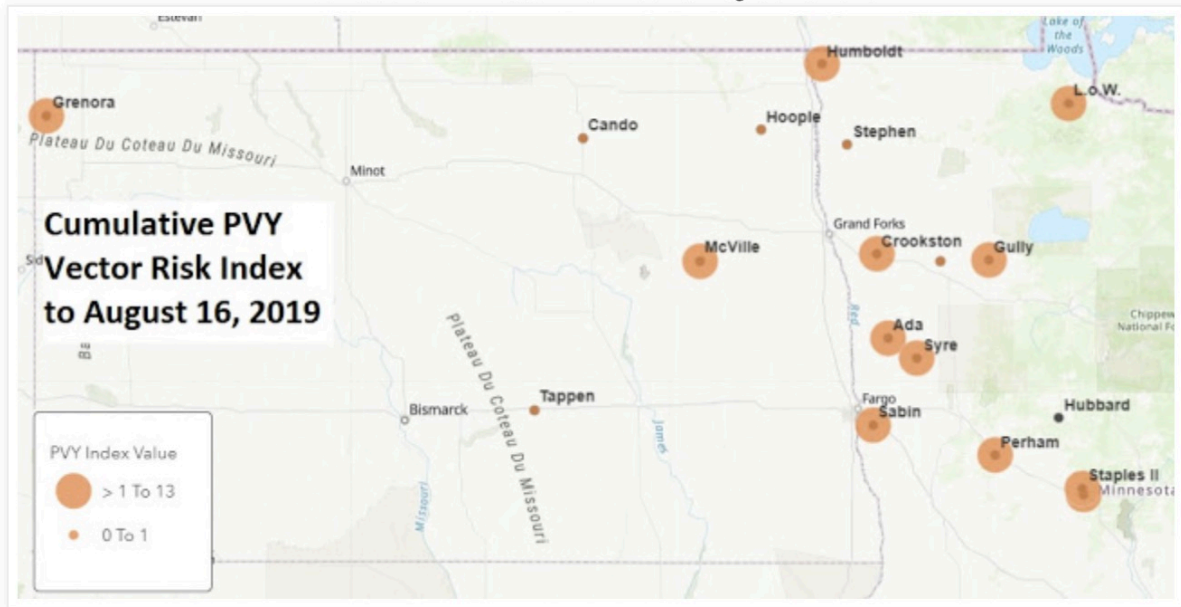 Estevan
Lake of
the
Woods
Humboldt
L.o.W.
Grenora
Hoople
Cando
Stephen
Plateau Du Coteau Du Missouri
Minot
Cumulative PVY
Vector Risk Index
to August 16, 2019
Grand Forks
Crookston
Gully
McVille
Sid
Red
Chippew
National Fo
Ada
Syre
Ba
Plateau Du Coteau Du Missouri
Tappen
Fargo
Hubbard
Bismarck
Sabin
James
Perham
PVY Index Value
> 1 To 13
0 To 1
Staples II
Minnesota
Missouri